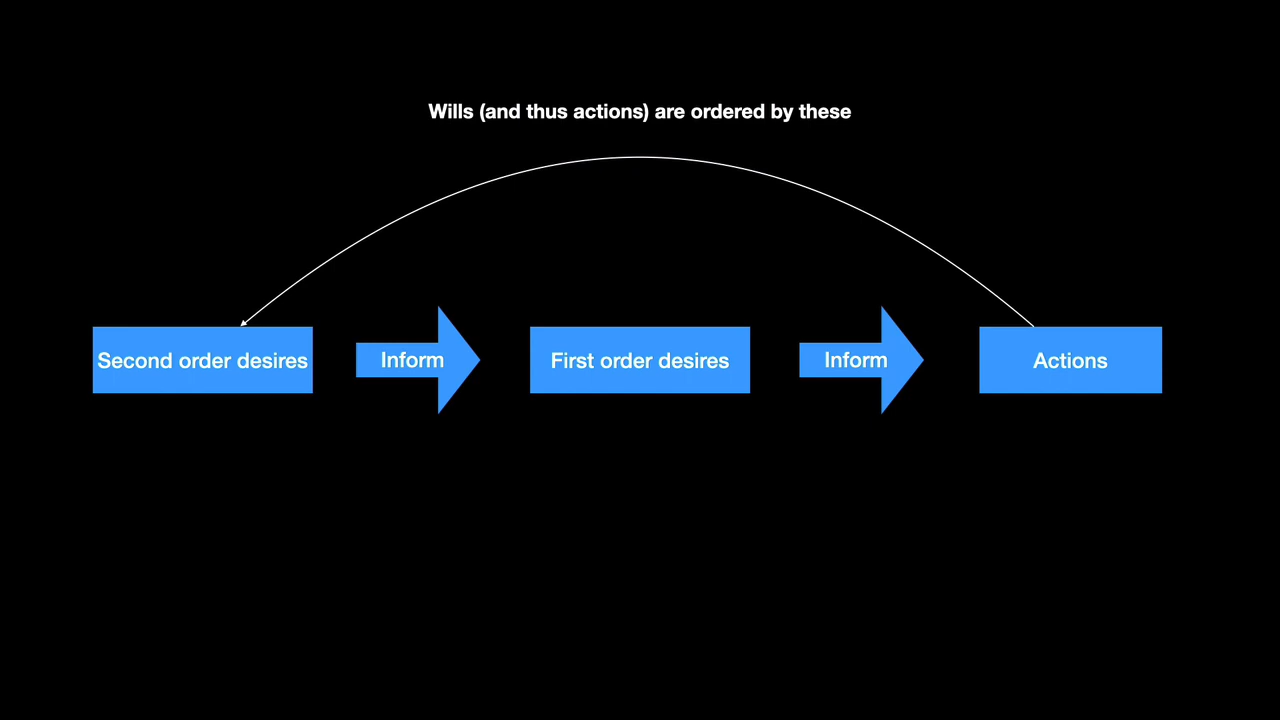 Wills (and thus actions) are ordered by these
Second order desires
Inform
First order desires
Inform
Actions